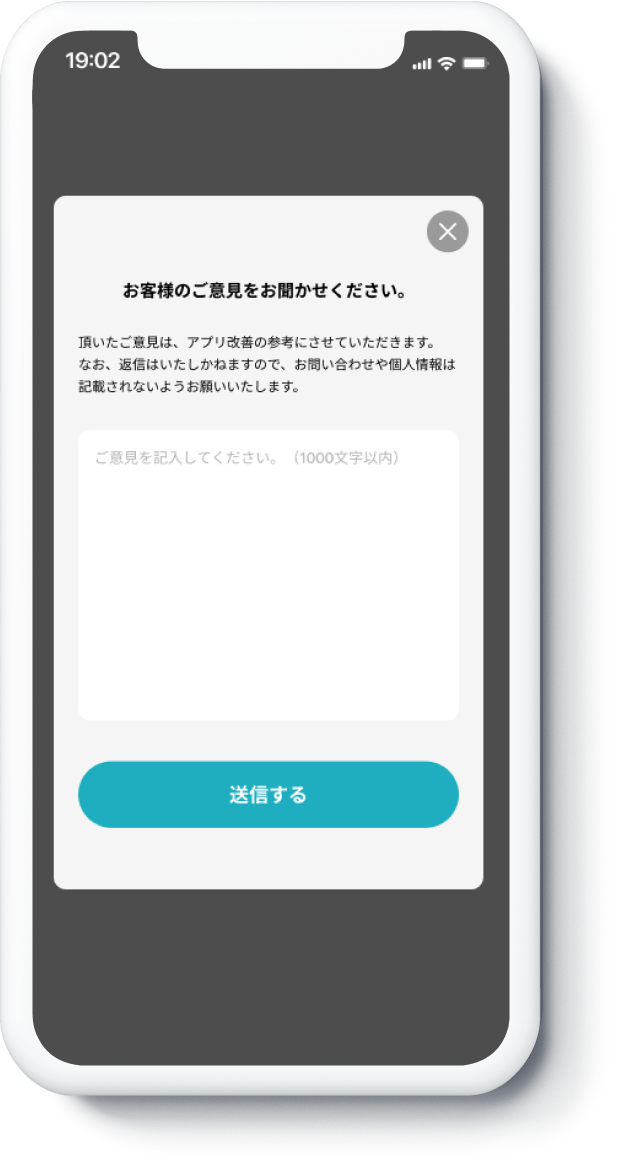 19:02
お客様のご意見をお聞かせください。
頂いたご意見は、アプリ改善の参考にさせていただきます。
なお、返信はいたしかねますので、お問い合わせや個人情報は
記載されないようお願いいたします。
ご意見を記入してください。（1000文字以内）
送信する